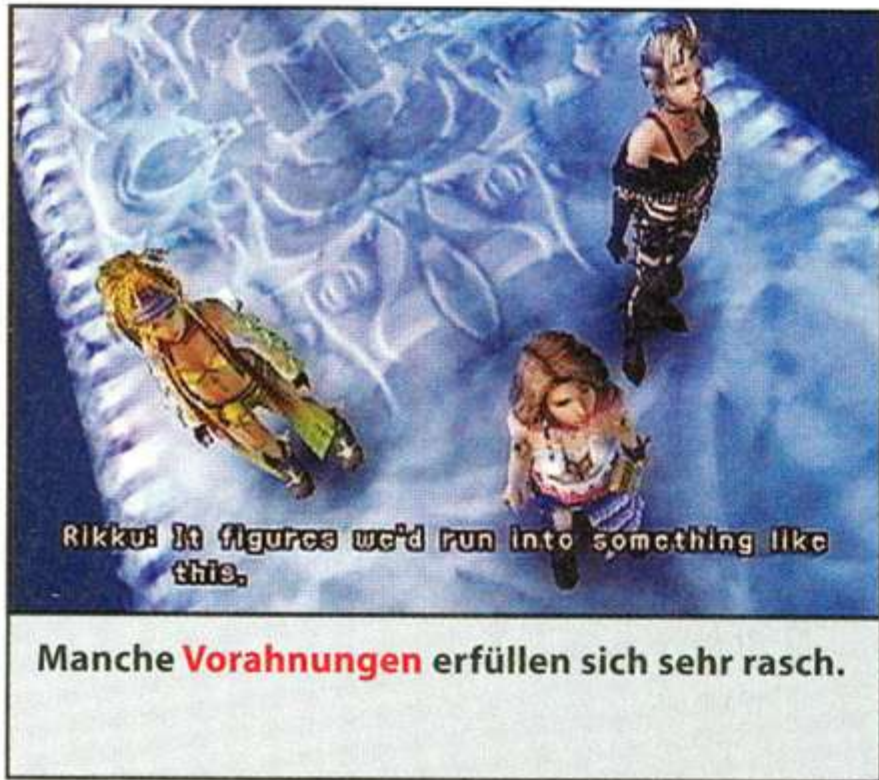 Rikku: It figures we'd run into something like
this.
Manche Vorahnungen erfüllen sich sehr rasch.